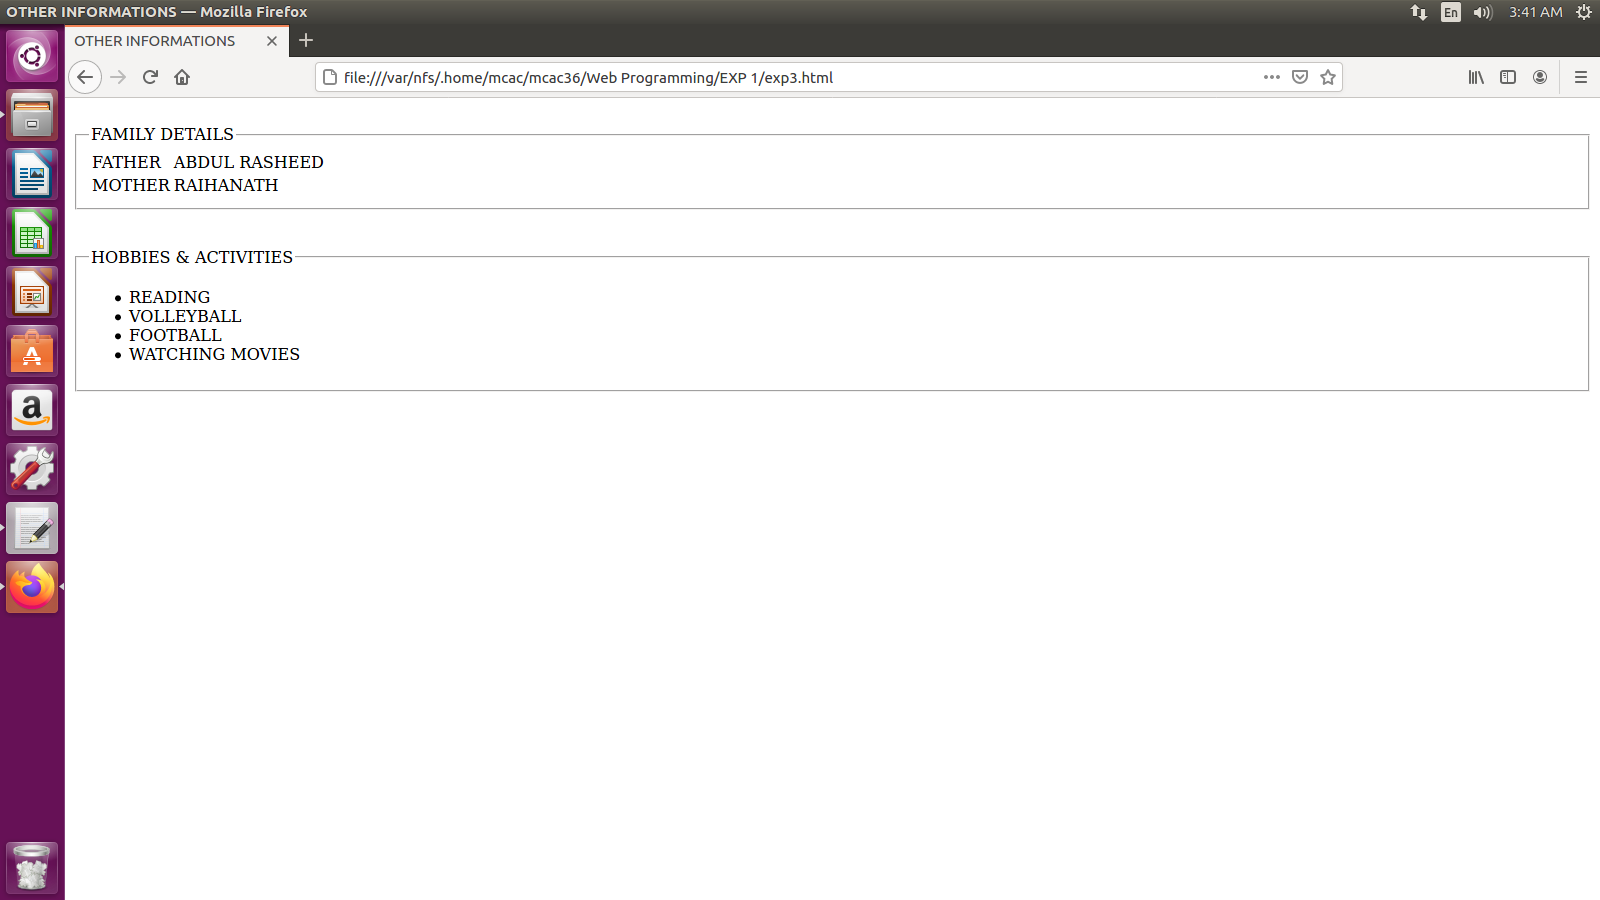 OTHER INFORMATIONS — Mozilla Firefox
En
3:41 AM
OTHER INFORMATIONS
file:///var/nfs/.home/mcac/mcac36/Web Programming/EXP 1/exp3.html
FAMILY DETAILS
FATHER ABDUL RASHEED
MOTHER RAIHANATH
HOBBIES & ACTIVITIES
• READING
• VOLLEYBALL
• FOOTBALL
• WATCHING MOVIES